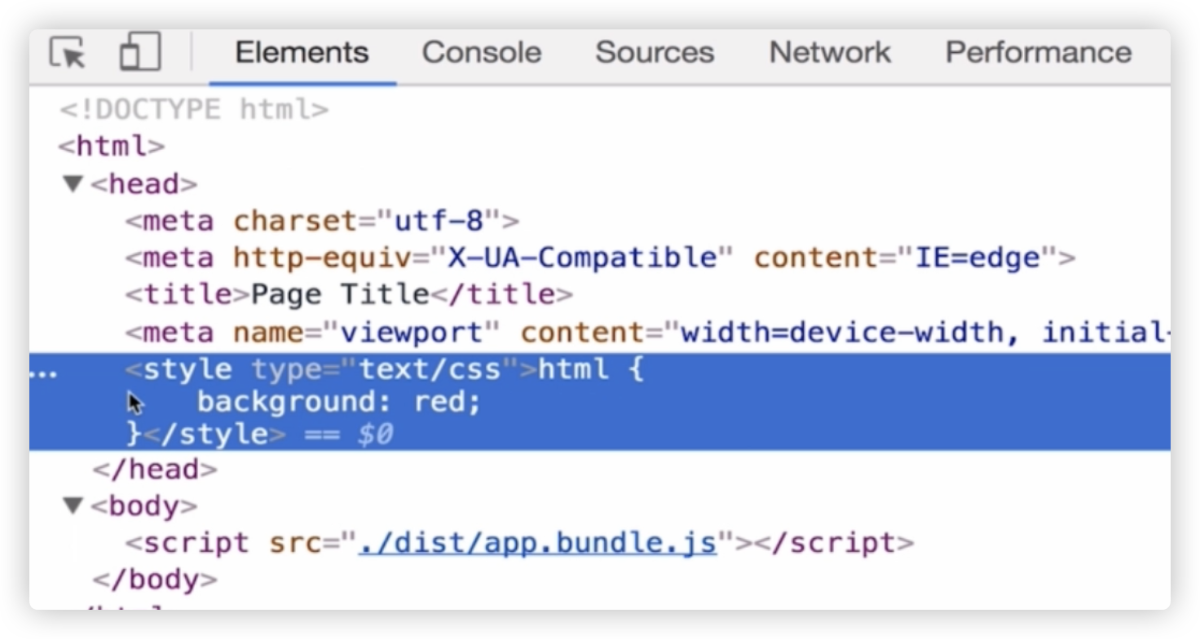 Elements Console Sources Network Performance
<!DOCTYPE html>
<html>
▼<head>
<meta charset="utf-8">
<meta http-equiv="X-UA-Compatible" content="IE=edge">
<title>Page Title</title>
<meta name="viewport" content="width=device-width, initial-
... <style type="text/css">html {
background: red;
}</style> == $0
</head>
▼<body>
<script src="./dist/app.bundle.js"></script>
</body>